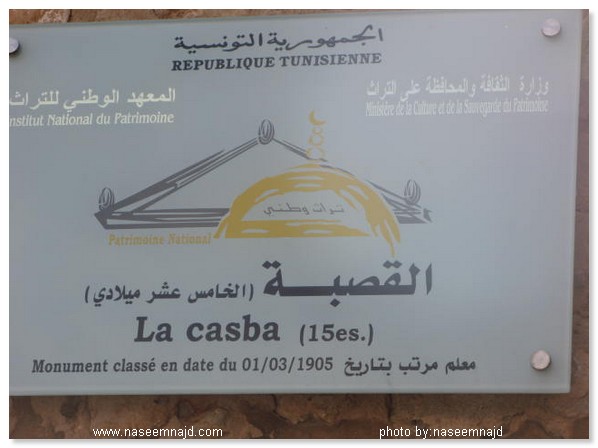 الجمهورية التونسية
REPUBLIQUE TUNISIENNE
المعهد الوطني للتراث
Institut National du Patrimoine
وزارة الثقافة والمحافظة على التراث
Ministère de la Culture et de la Sauvegarde du Patrimoine
تراث وطني
Patrimoine National
القصبة (الخامس عشر ميلادي)
La casba (15es.)
Monument classé en date du 01/03/1905 معلم مرتب بتاريخ
www.naseemnajd.com
photo by:naseemnajd